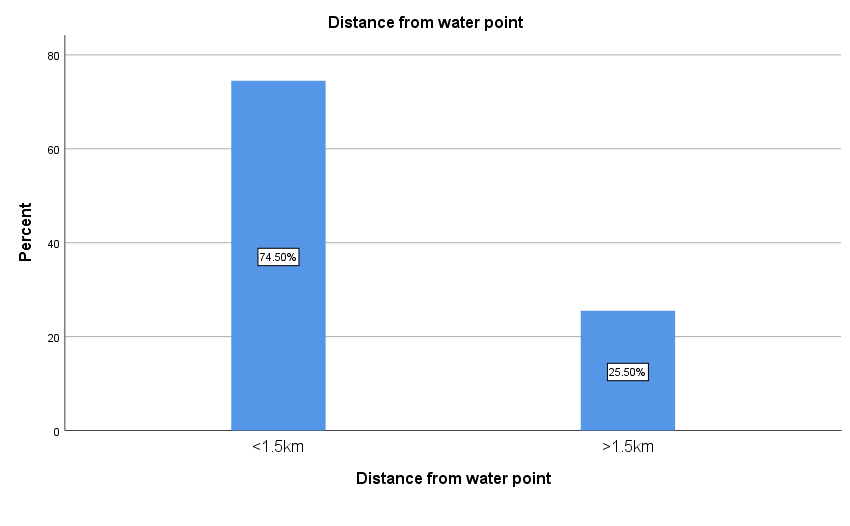 Distance from water point
80
60
40
20
0
Percent
74.50%
25.50%
<1.5km
>1.5km
Distance from water point